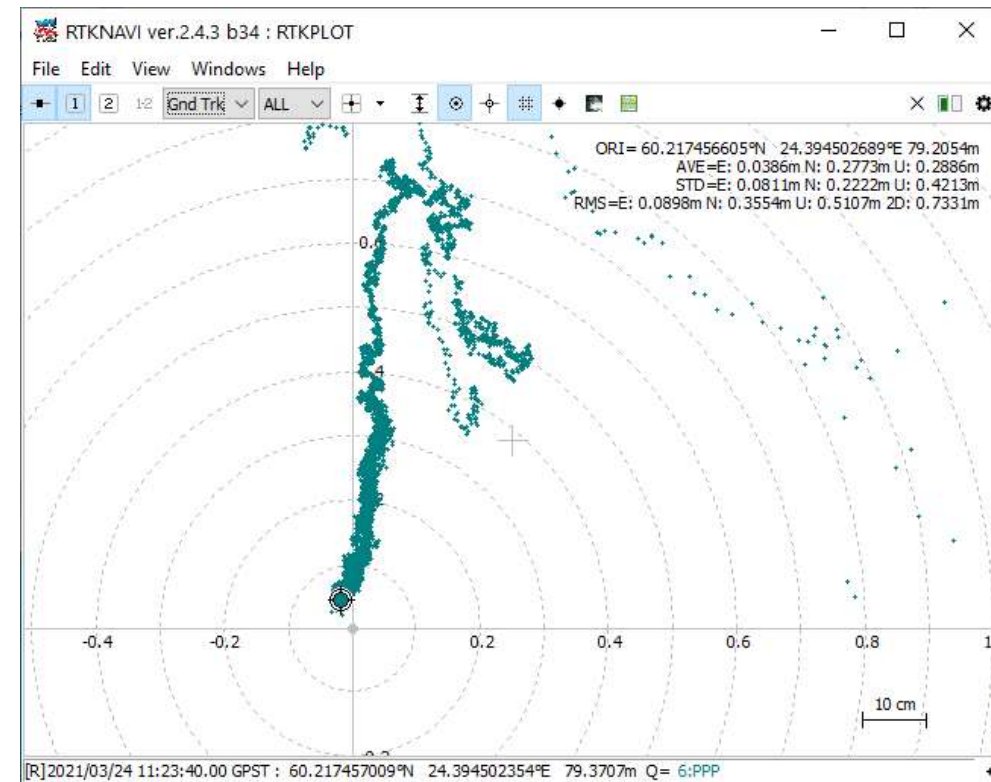 RTKNAVI ver.2.4.3 b34 : RTKPLOT
File Edit View Windows Help
1 2 1-2 Gnd Trk ALL
ORI= 60.217456605°N 24.394502689°E 79.2054m
AVE=E: 0.0386m N: 0.2773m U: 0.2886m
STD=E: 0.0811m N: 0.2222m U: 0.4213m
RMS=E: 0.0898m N: 0.3554m U: 0.5107m 2D: 0.7331m
-0.4 -0.2 0.2 0.4 0.6 0.8 1
10 cm
[R]2021/03/24 11:23:40.00 GPST : 60.217457009°N 24.394502354°E 79.3707m Q= 6:PPP